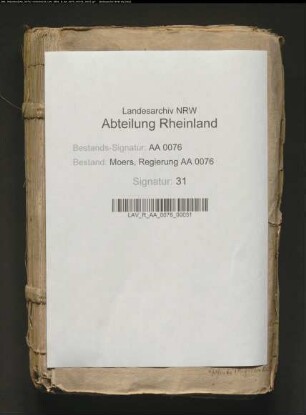 Landesarchiv NRW
Abteilung Rheinland
Bestands-Signatur: AA 0076
Bestand: Moers, Regierung AA 0076
Signatur: 31
LAV_R_AA_0076_00031